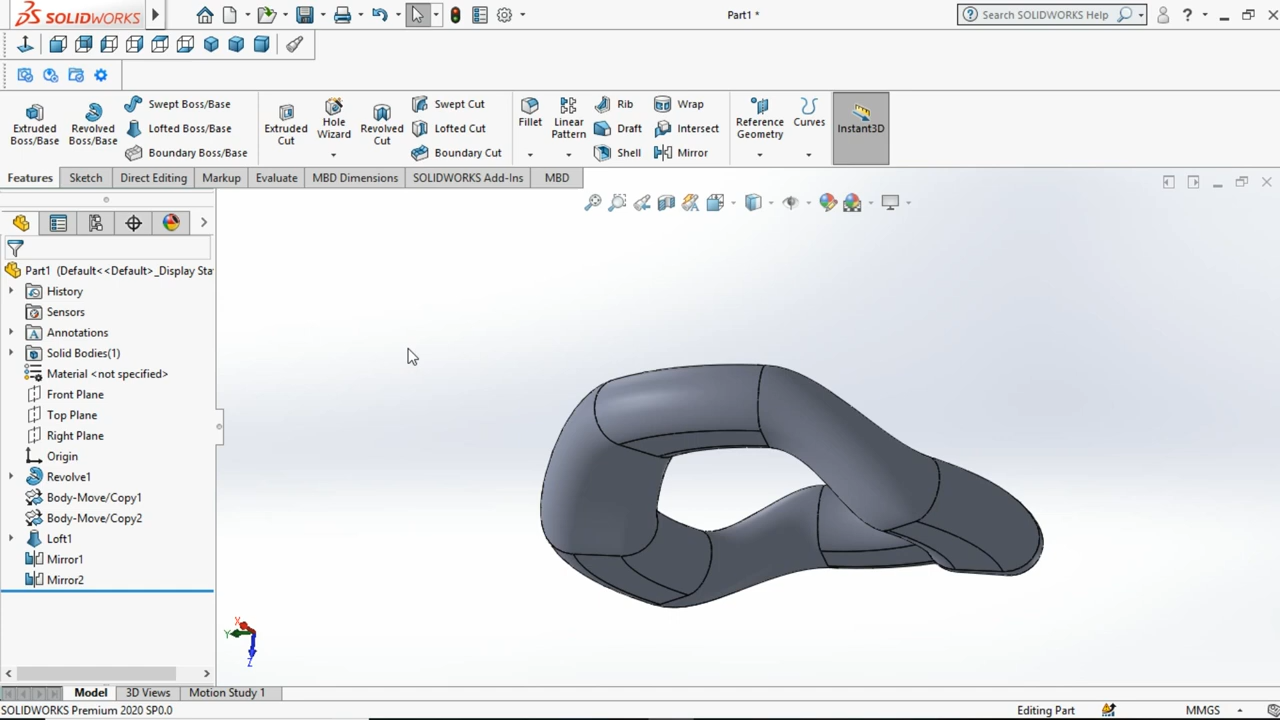 SOLIDWORKS
Part1 *
Search SOLIDWORKS Help
?
Extruded Boss/Base
Revolved Boss/Base
Swept Boss/Base
Lofted Boss/Base
Boundary Boss/Base
Extruded Cut
Hole Wizard
Revolved Cut
Swept Cut
Lofted Cut
Boundary Cut
Fillet
Linear Pattern
Rib
Draft
Shell
Wrap
Intersect
Mirror
Reference Geometry
Curves
Instant3D
Features
Sketch
Direct Editing
Markup
Evaluate
MBD Dimensions
SOLIDWORKS Add-Ins
MBD
Part1 (Default<<Default>_Display Sta
History
Sensors
Annotations
Solid Bodies(1)
Material <not specified>
Front Plane
Top Plane
Right Plane
Origin
Revolve1
Body-Move/Copy1
Body-Move/Copy2
Loft1
Mirror1
Mirror2
X
Y
Z
Model
3D Views
Motion Study 1
SOLIDWORKS Premium 2020 SP0.0
Editing Part
MMGS